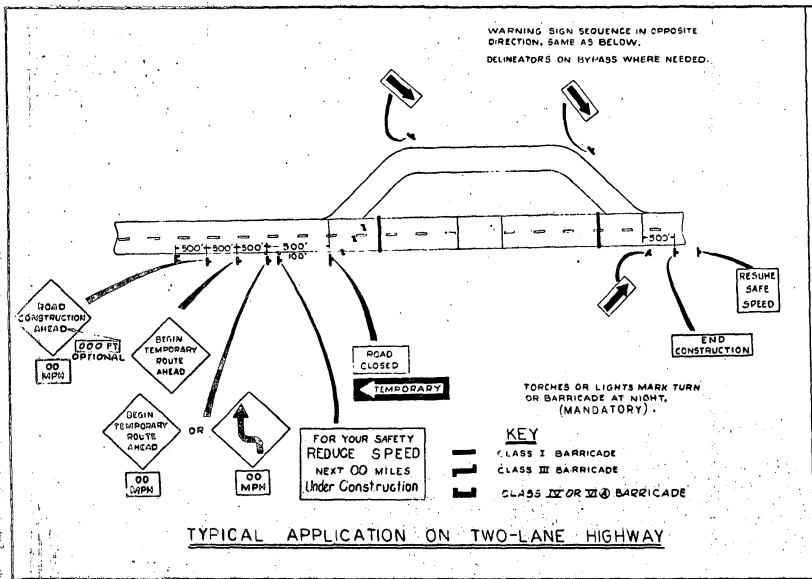 WARNING SIGN SEQUENCE IN OPPOSITE
DIRECTION, SAME AS BELOW.
DELINEATORS ON BYPASS WHERE NEEDED.
500' 500' 500' 500'
100'
500'
ROAD
CONSTRUCTION
AHEAD
000 FT.
OPTIONAL
00
MPH
BEGIN
TEMPORARY
ROUTE
AHEAD
BEGIN
TEMPORARY
ROUTE
AHEAD
00
MPH
OR
00
MPH
FOR YOUR SAFETY
REDUCE SPEED
NEXT 00 MILES
Under Construction
ROAD
CLOSED
TEMPORARY
RESUME
SAFE
SPEED
END
CONSTRUCTION
TORCHES OR LIGHTS MARK TURN
OR BARRICADE AT NIGHT.
(MANDATORY).
KEY
CLASS I BARRICADE
CLASS III BARRICADE
CLASS IV OR VI BARRICADE
TYPICAL APPLICATION ON TWO-LANE HIGHWAY